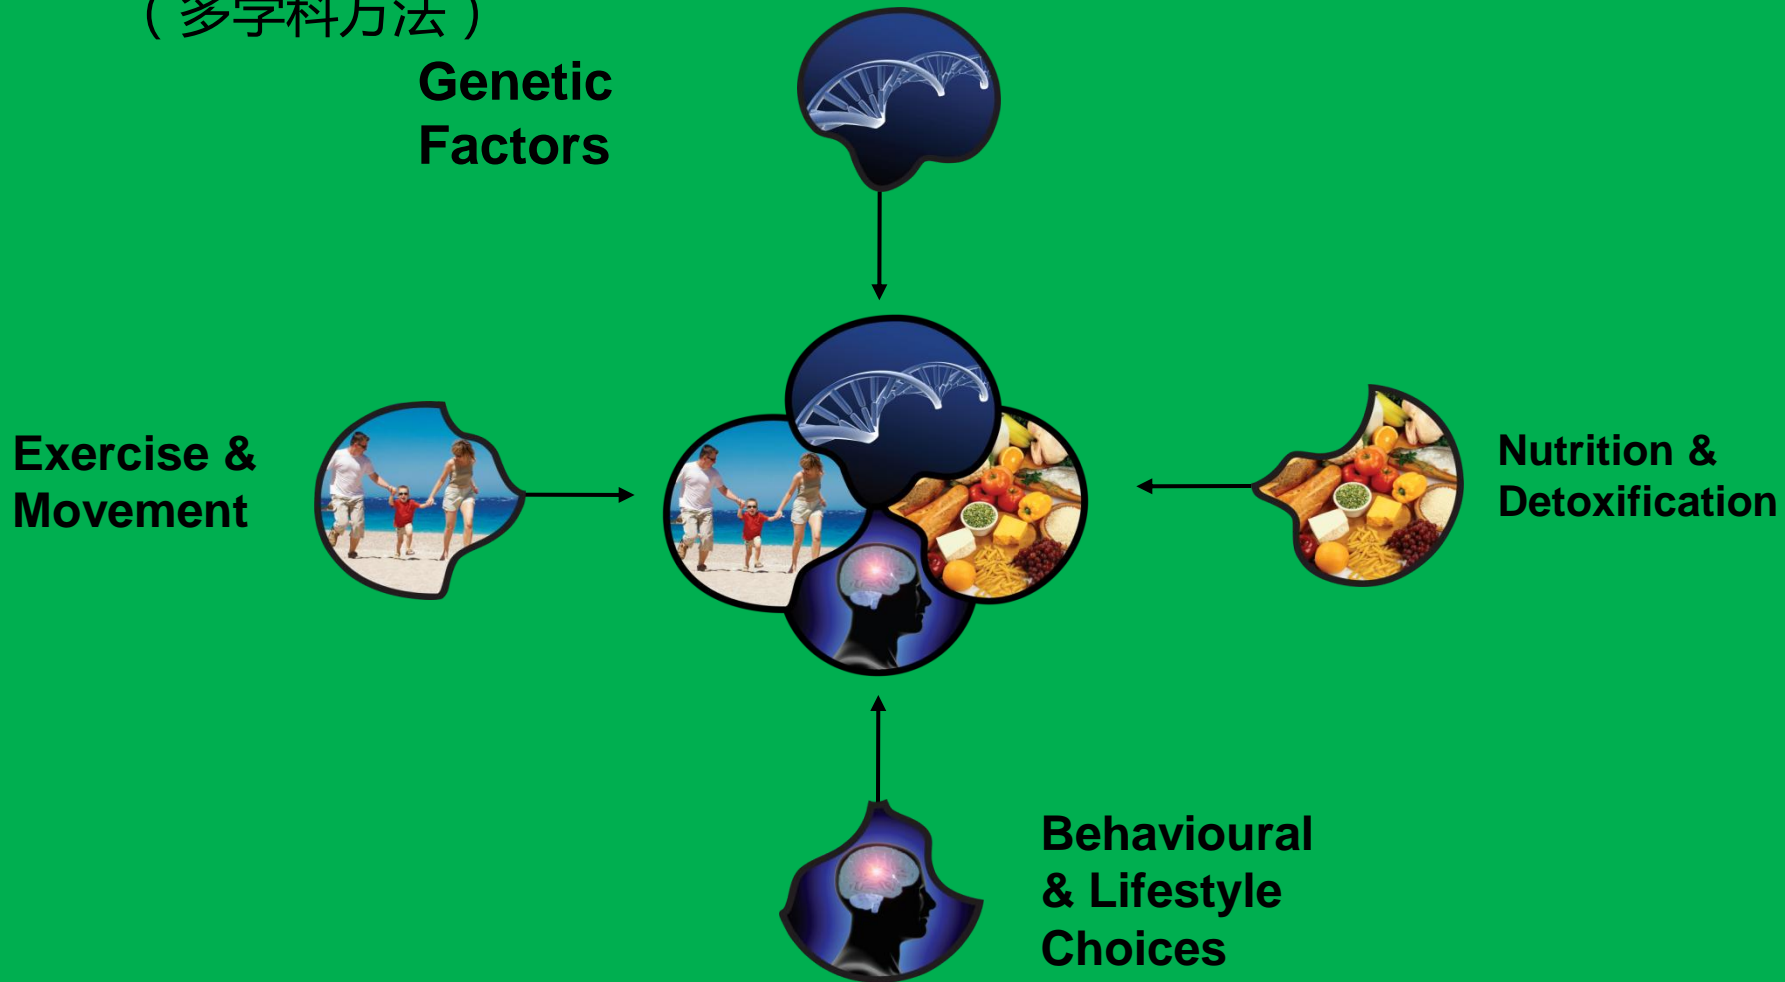 （多学科方法）
Genetic
Factors
Exercise &
Movement
Nutrition &
Detoxification
Behavioural
& Lifestyle
Choices